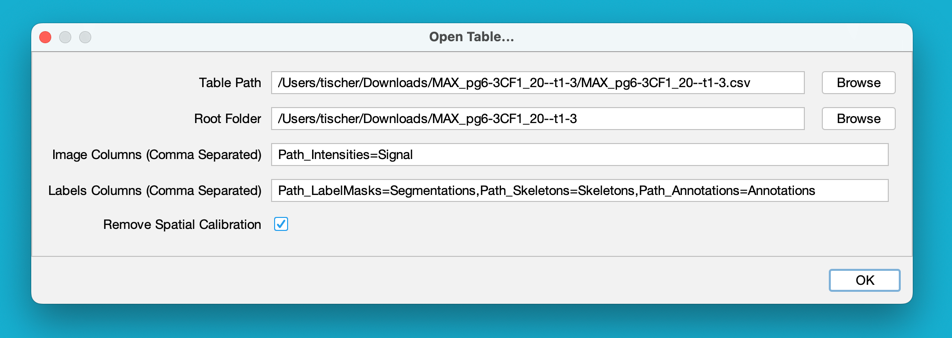 Open Table...
Table Path /Users/tischer/Downloads/MAX_pg6-3CF1_20--t1-3/MAX_pg6-3CF1_20--t1-3.csv Browse
Root Folder /Users/tischer/Downloads/MAX_pg6-3CF1_20--t1-3 Browse
Image Columns (Comma Separated) Path_Intensities=Signal
Labels Columns (Comma Separated) Path_LabelMasks=Segmentations,Path_Skeletons=Skeletons,Path_Annotations=Annotations
Remove Spatial Calibration
OK